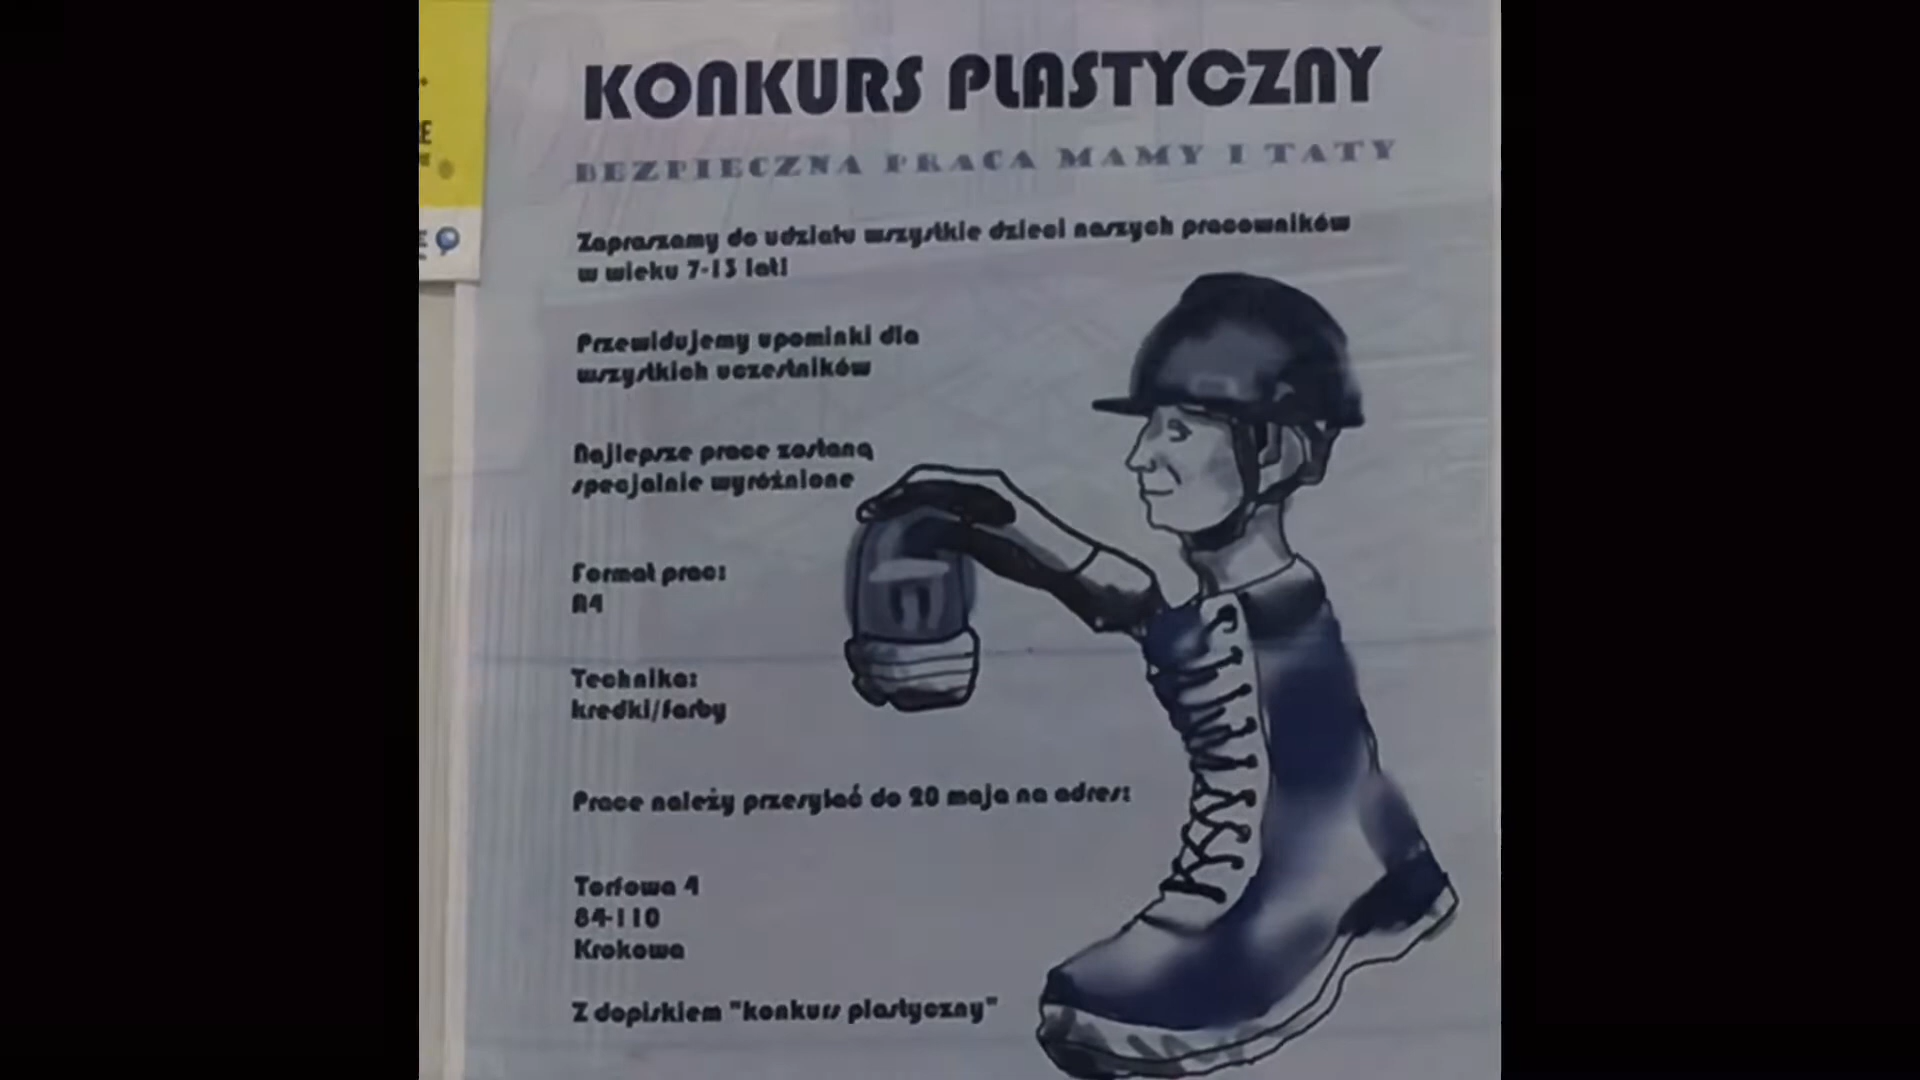 KONKURS PLASTYCZNY
BEZPIECZNA PRACA MAMY I TATY
Zapraszamy do udziału wszystkie dzieci naszych pracowników
w wieku 7-13 lat!
Przewidujemy upominki dla
wszystkich uczestników
Najlepsze prace zostaną
specjalnie wyróżnione
Format prac:
A4
Technika:
kredki/farby
Prace należy przesyłać do 20 maja na adres:
Torfowa 4
84-110
Krokowa
Z dopiskiem "konkurs plastyczny"